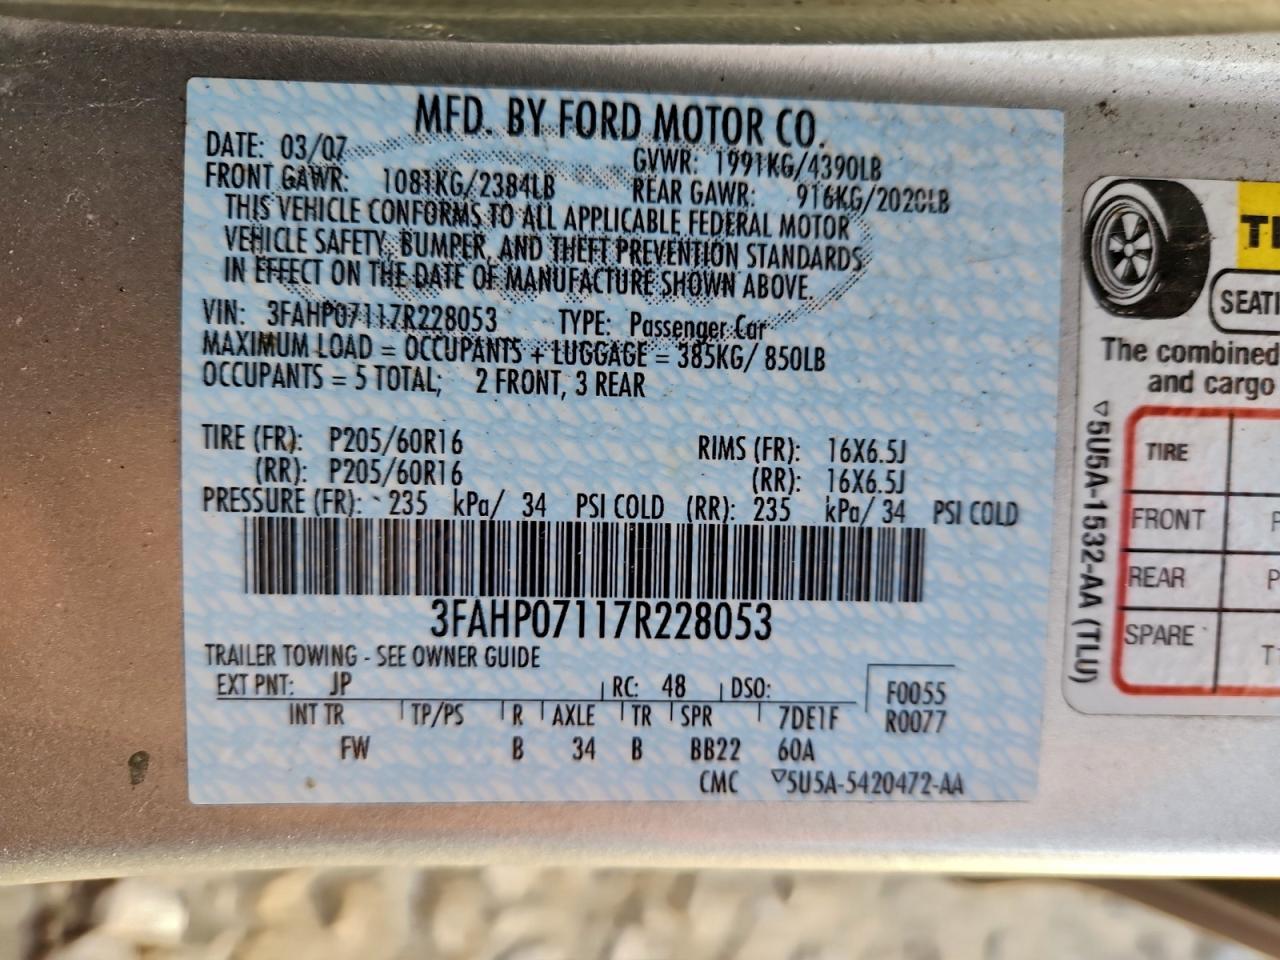 MFD. BY FORD MOTOR CO.
DATE: 03/07 GVWR: 1991KG/4390LB
FRONT GAWR: 1081KG/2384LB REAR GAWR: 916KG/2020LB
THIS VEHICLE CONFORMS TO ALL APPLICABLE FEDERAL MOTOR
VEHICLE SAFETY, BUMPER, AND THEFT PREVENTION STANDARDS
IN EFFECT ON THE DATE OF MANUFACTURE SHOWN ABOVE.
VIN: 3FAHP07117R228053 TYPE: Passenger Car
MAXIMUM LOAD = OCCUPANTS + LUGGAGE = 385KG/ 850LB
OCCUPANTS = 5 TOTAL; 2 FRONT, 3 REAR
TIRE (FR): P205/60R16 RIMS (FR): 16X6.5J
(RR): P205/60R16 (RR): 16X6.5J
PRESSURE (FR): 235 kPa/ 34 PSI COLD (RR): 235 kPa/ 34 PSI COLD
3FAHP07117R228053
TRAILER TOWING - SEE OWNER GUIDE
EXT PNT: JP RC: 48 DSO: F0055
INT TR TP/PS R AXLE TR SPR 7DE1F R0077
FW B 34 B BB22 60A
CMC ▽5U5A-5420472-AA
The combined
and cargo
TIRE
FRONT
REAR P
SPARE
▽5U5A-1532-AA (TLU)